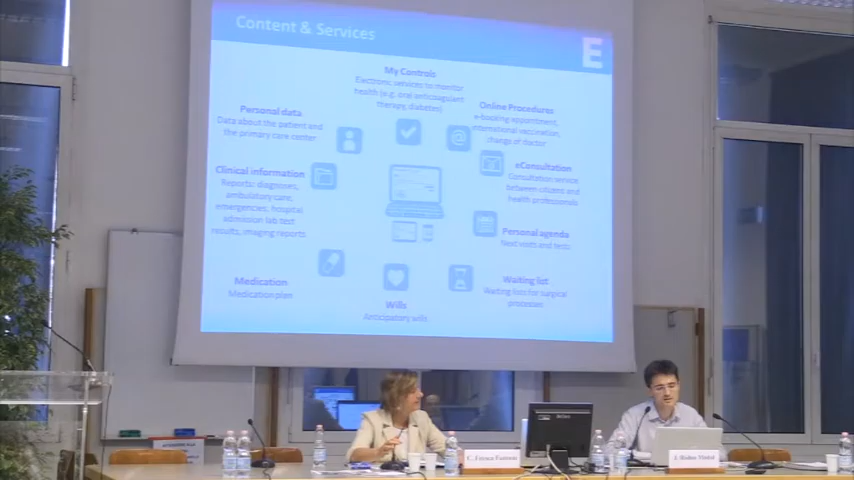 Content & Services
E
My Controls
Electronic services to monitor
health (e.g. oral anticoagulant
therapy, diabetes)
Personal data
Data about the patient and
the primary care center
Online Procedures
e-booking appointment,
international vaccination,
change of doctor
Clinical information
Reports: diagnoses,
ambulatory care,
emergencies, hospital
admission lab test
results, imaging reports
eConsultation
Consultation service
between citizens and
health professionals
Personal agenda
Next visits and tests
Medication
Medication plan
Wills
Anticipatory wills
Waiting list
Waiting lists for surgical
processes